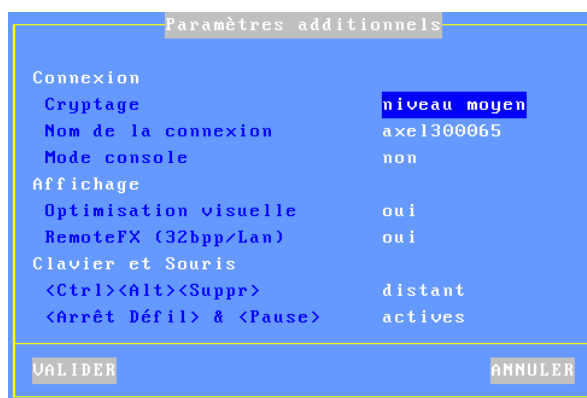 Paramètres additionnels
Connexion
Cryptage niveau moyen
Nom de la connexion axel300065
Mode console non
Affichage
Optimisation visuelle oui
RemoteFX (32bpp/Lan) oui
Clavier et Souris
<Ctrl><Alt><Suppr> distant
<Arrêt Défil> & <Pause> actives
VALIDER ANNULER